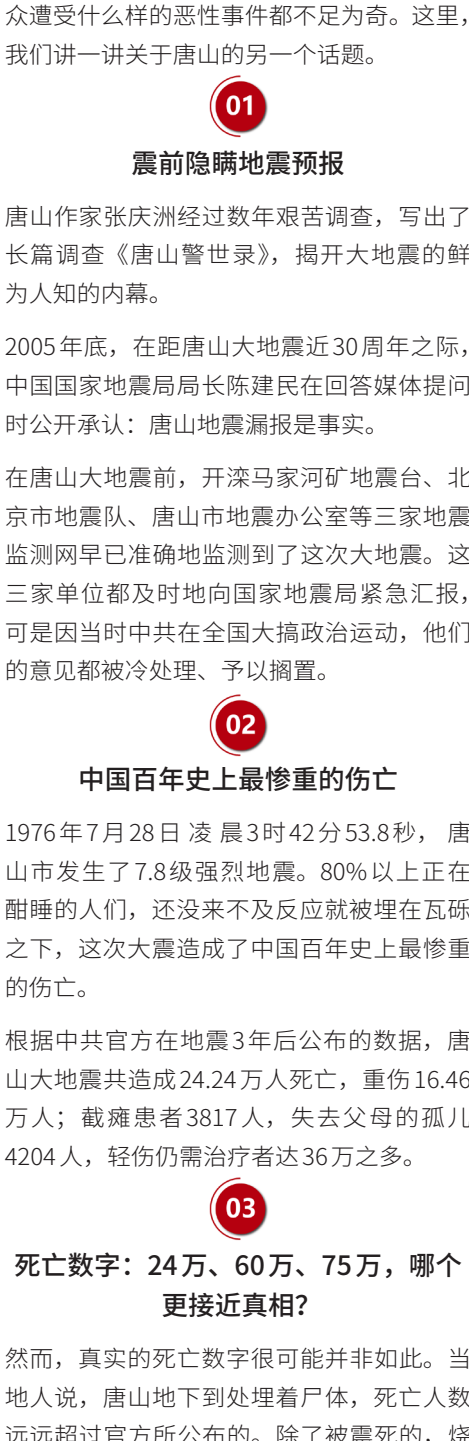 众遭受什么样的恶性事件都不足为奇。这里，
我们讲一讲关于唐山的另一个话题。
01
震前隐瞒地震预报
唐山作家张庆洲经过数年艰苦调查，写出了
长篇调查《唐山警世录》，揭开大地震的鲜
为人知的内幕。
2005年底，在距唐山大地震近30周年之际，
中国国家地震局局长陈建民在回答媒体提问
时公开承认：唐山地震漏报是事实。
在唐山大地震前，开滦马家河矿地震台、北
京市地震队、唐山市地震办公室等三家地震
监测网早已准确地监测到了这次大地震。这
三家单位都及时地向国家地震局紧急汇报，
可是因当时中共在全国大搞政治运动，他们
的意见都被冷处理、予以搁置。
02
中国百年史上最惨重的伤亡
1976年7月28日 凌 晨3时42分53.8秒， 唐
山市发生了7.8级强烈地震。80%以上正在
酣睡的人们，还没来不及反应就被埋在瓦砾
之下，这次大震造成了中国百年史上最惨重
的伤亡。
根据中共官方在地震3年后公布的数据，唐
山大地震共造成24.24万人死亡，重伤16.46
万人；截瘫患者3817人，失去父母的孤儿
4204人，轻伤仍需治疗者达36万之多。
03
死亡数字：24万、60万、75万，哪个
更接近真相？
然而，真实的死亡数字很可能并非如此。当
地人说，唐山地下到处埋着尸体，死亡人数
远远超过官方所公布的。除了被震死的，烧